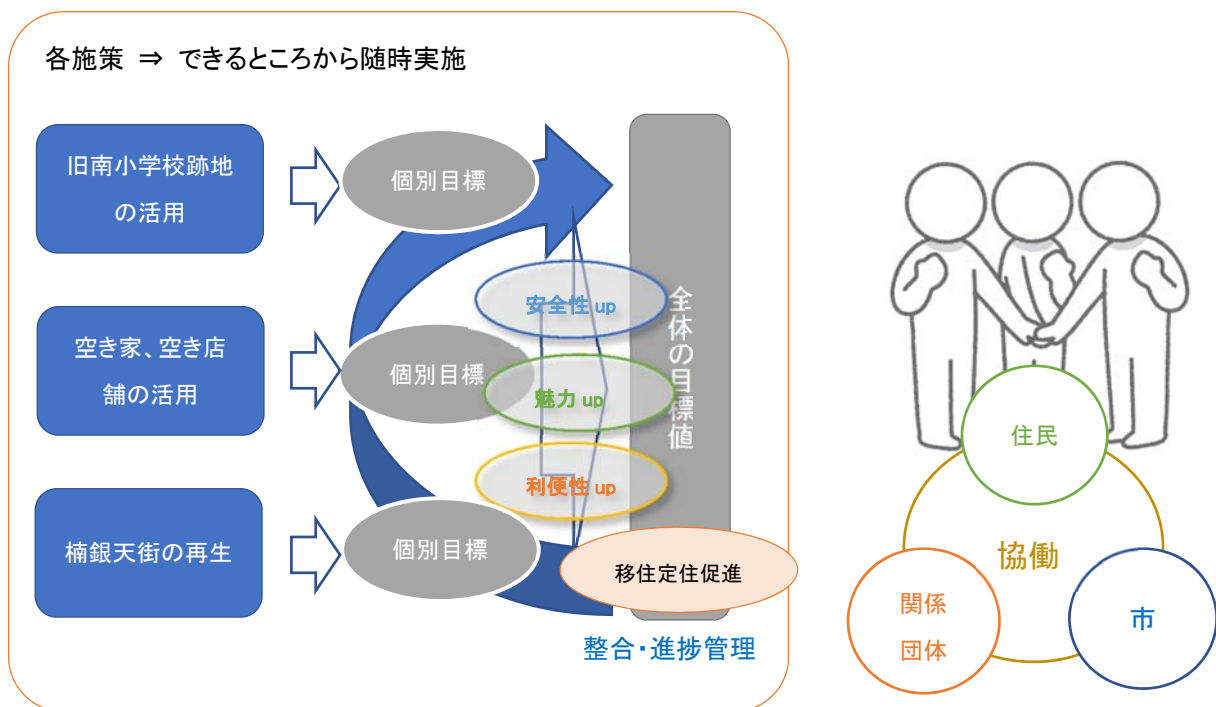 各施策 ⇒ できるところから随時実施
旧南小学校跡地
の活用
個別目標
空き家、空き店
舗の活用
個別目標
楠銀天街の再生
個別目標
安全性 up
魅力 up
利便性 up
全体の目標値
移住定住促進
整合・進捗管理
住民
協働
関係
団体
市